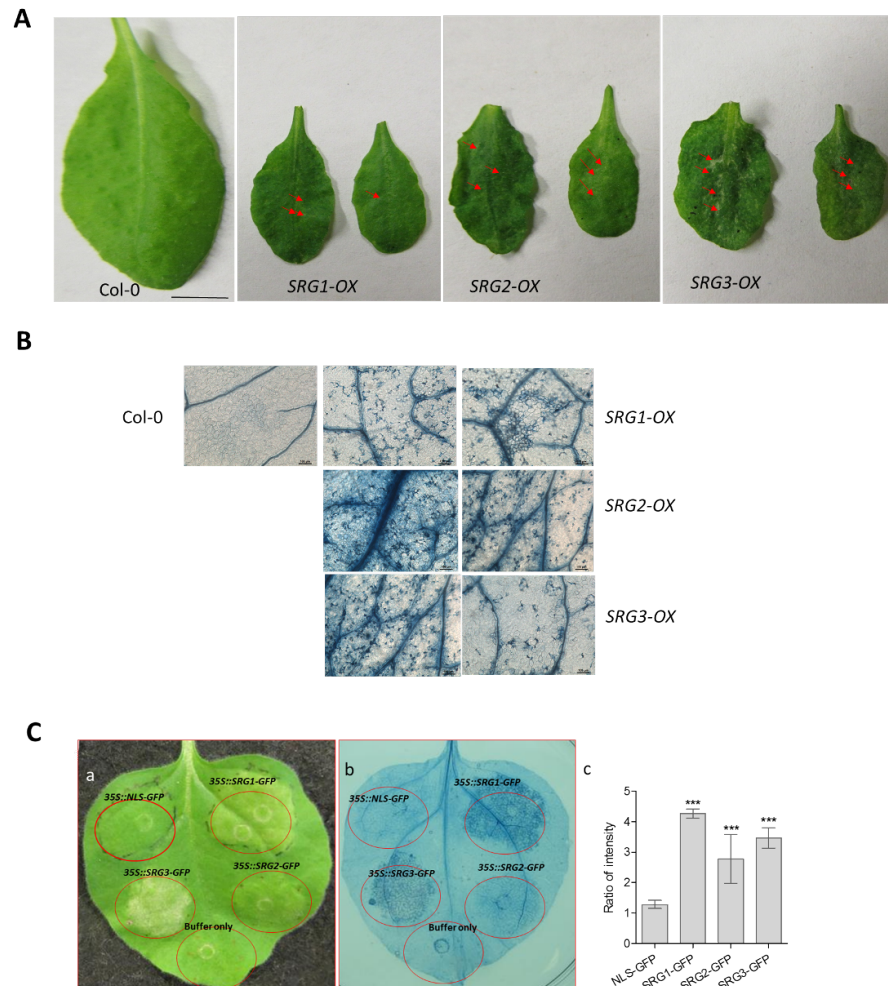 A
Col-0
SRG1-OX
SRG2-OX
SRG3-OX
B
Col-0
SRG1-OX
SRG2-OX
SRG3-OX
C
a
35S::NLS-GFP
35S::SRG1-GFP
35S::SRG3-GFP
35S::SRG2-GFP
Buffer only
b
35S::NLS-GFP
35S::SRG1-GFP
35S::SRG3-GFP
35S::SRG2-GFP
Buffer only
c
Ratio of intensity
5
4
3
2
1
0
***
***
***
NLS-GFP
SRG1-GFP
SRG2-GFP
SRG3-GFP